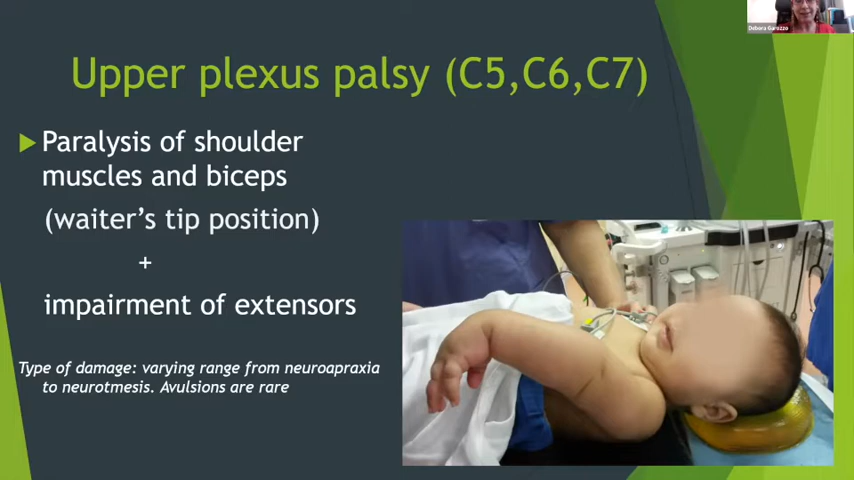 Debora Garozzo
Upper plexus palsy (C5,C6,C7)
Paralysis of shoulder
muscles and biceps
(waiter's tip position)
+
impairment of extensors
Type of damage: varying range from neuroapraxia
to neurotmesis. Avulsions are rare